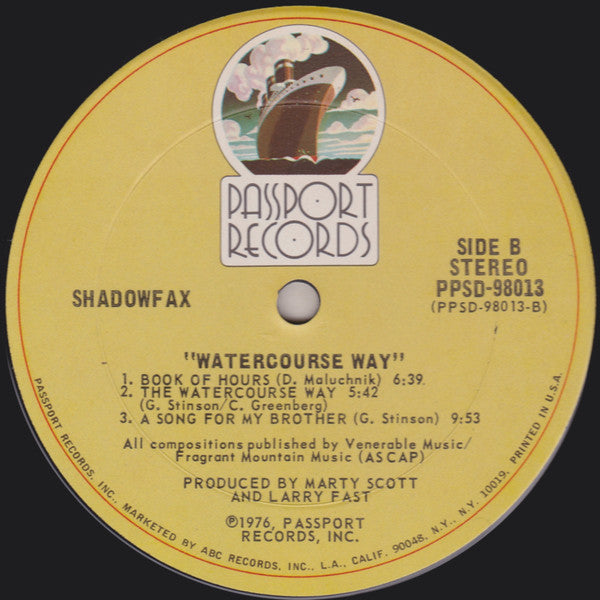 PASSPORT
RECORDS
SIDE B
STEREO
PPSD-98013
(PPSD-98013-B)
SHADOWFAX
"WATERCOURSE WAY"
1. BOOK OF HOURS (D. Maluchnik) 6:39.
2. THE WATERCOURSE WAY 5:42
(G. Stinson/C. Greenberg)
3. A SONG FOR MY BROTHER (G. Stinson) 9:53
All compositions published by Venerable Music/
Fragrant Mountain Music (ASCAP)
PRODUCED BY MARTY SCOTT
AND LARRY FAST
℗1976, PASSPORT
RECORDS, INC.
PASSPORT RECORDS, INC., MARKETED BY ABC RECORDS, INC., L.A., CALIF. 90048, N.Y., N.Y. 10019. PRINTED IN U.S.A.